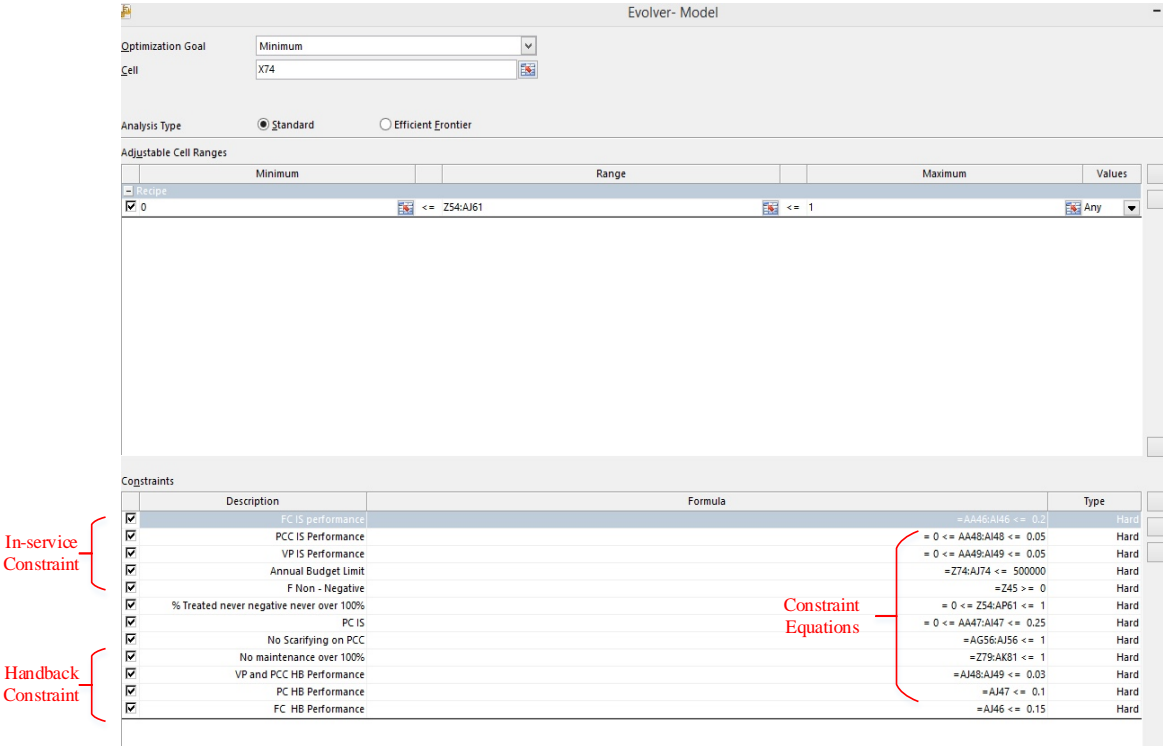 Evolver- Model
Optimization Goal Minimum
Cell X74
Analysis Type Standard Efficient Frontier
Adjustable Cell Ranges
Minimum Range Maximum Values
Recipe
0 <= Z54:AJ61 <= 1 Any
Constraints
Description Formula Type
FC IS performance =AA46:AI46 <= 0.2 Hard
PCC IS Performance = 0 <= AA48:AI48 <= 0.05 Hard
VP IS Performance = 0 <= AA49:AI49 <= 0.05 Hard
Annual Budget Limit =Z74:AJ74 <= 500000 Hard
F Non - Negative =Z45 >= 0 Hard
% Treated never negative never over 100% = 0 <= Z54:AP61 <= 1 Hard
PC IS = 0 <= AA47:AI47 <= 0.25 Hard
No Scarifying on PCC =AG56:AJ56 <= 1 Hard
No maintenance over 100% =Z79:AK81 <= 1 Hard
VP and PCC HB Performance =AJ48:AJ49 <= 0.03 Hard
PC HB Performance =AJ47 <= 0.1 Hard
FC HB Performance =AJ46 <= 0.15 Hard
In-service
Constraint
Constraint
Equations
Handback
Constraint